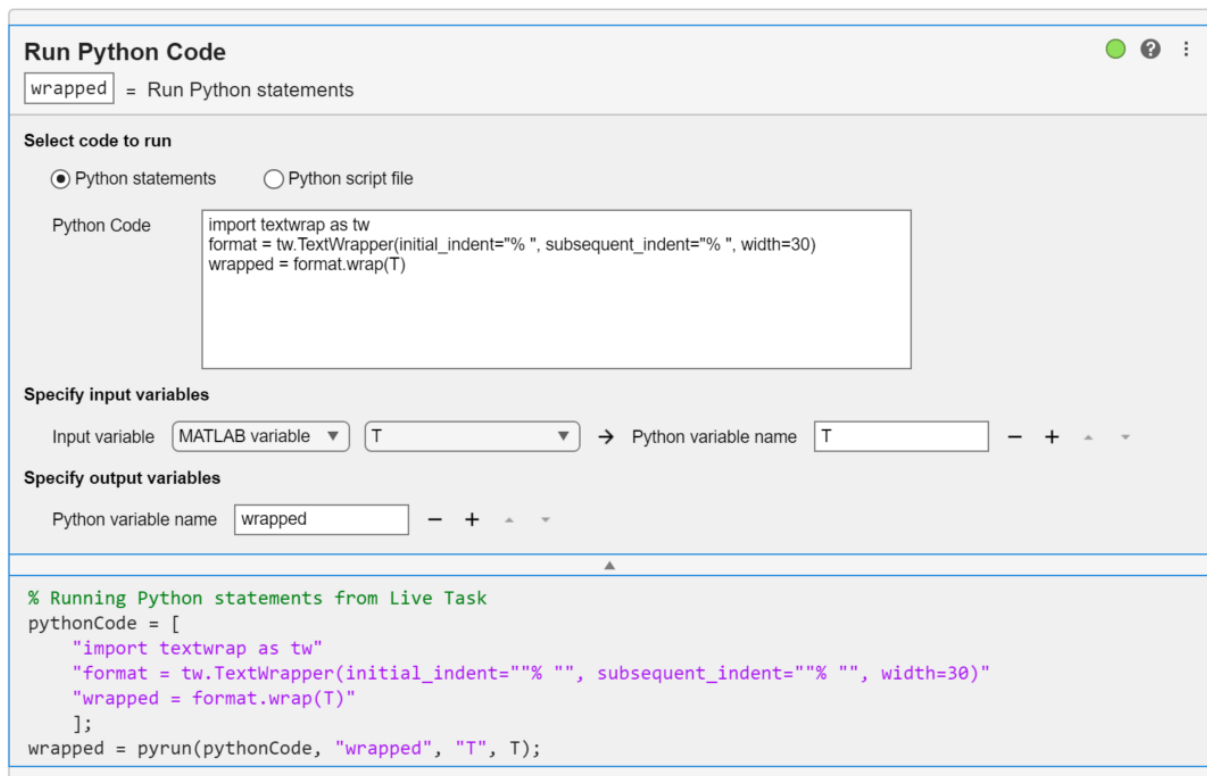 Run Python Code
wrapped = Run Python statements
Select code to run
Python statements Python script file
Python Code
import textwrap as tw
format = tw.TextWrapper(initial_indent="% ", subsequent_indent="% ", width=30)
wrapped = format.wrap(T)
Specify input variables
Input variable MATLAB variable ▼ T ▼ → Python variable name T − +
Specify output variables
Python variable name wrapped − +
% Running Python statements from Live Task
pythonCode = [
    "import textwrap as tw"
    "format = tw.TextWrapper(initial_indent=""% "", subsequent_indent=""% "", width=30)"
    "wrapped = format.wrap(T)"
    ];
wrapped = pyrun(pythonCode, "wrapped", "T", T);